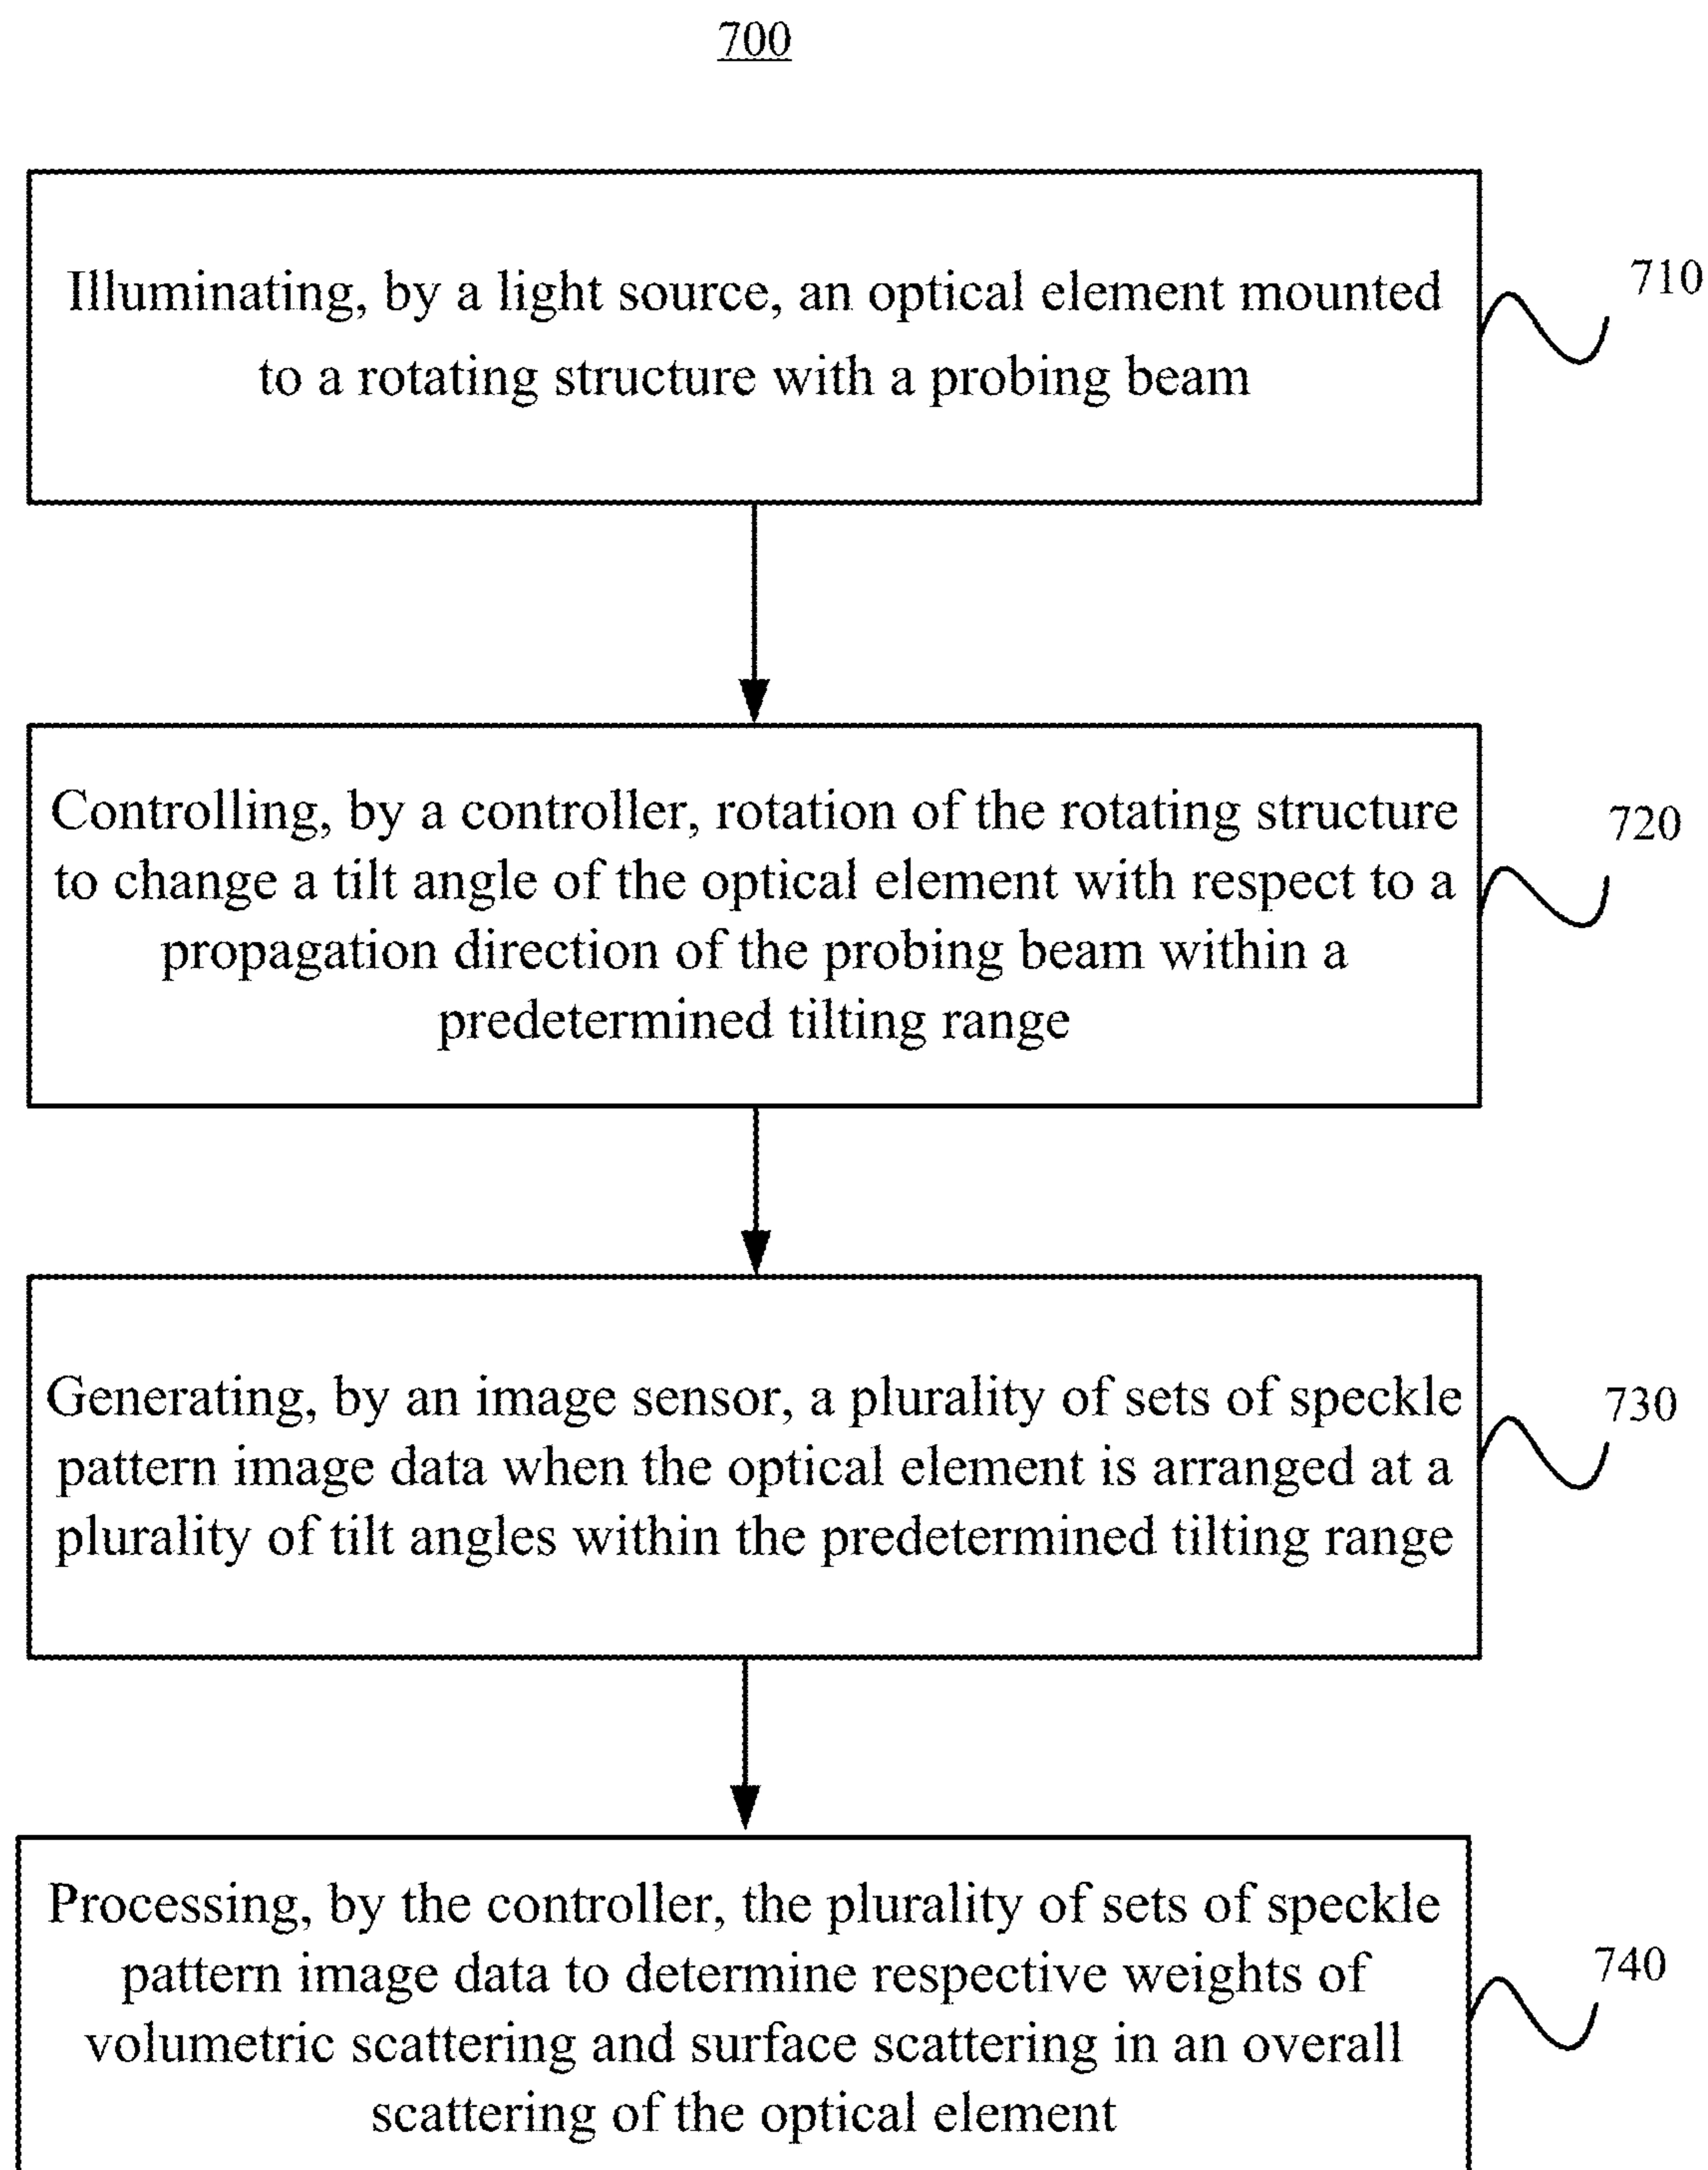 700
Illuminating, by a light source, an optical element mounted
to a rotating structure with a probing beam
710
Controlling, by a controller, rotation of the rotating structure
to change a tilt angle of the optical element with respect to a
propagation direction of the probing beam within a
predetermined tilting range
720
Generating, by an image sensor, a plurality of sets of speckle
pattern image data when the optical element is arranged at a
plurality of tilt angles within the predetermined tilting range
730
Processing, by the controller, the plurality of sets of speckle
pattern image data to determine respective weights of
volumetric scattering and surface scattering in an overall
scattering of the optical element
740